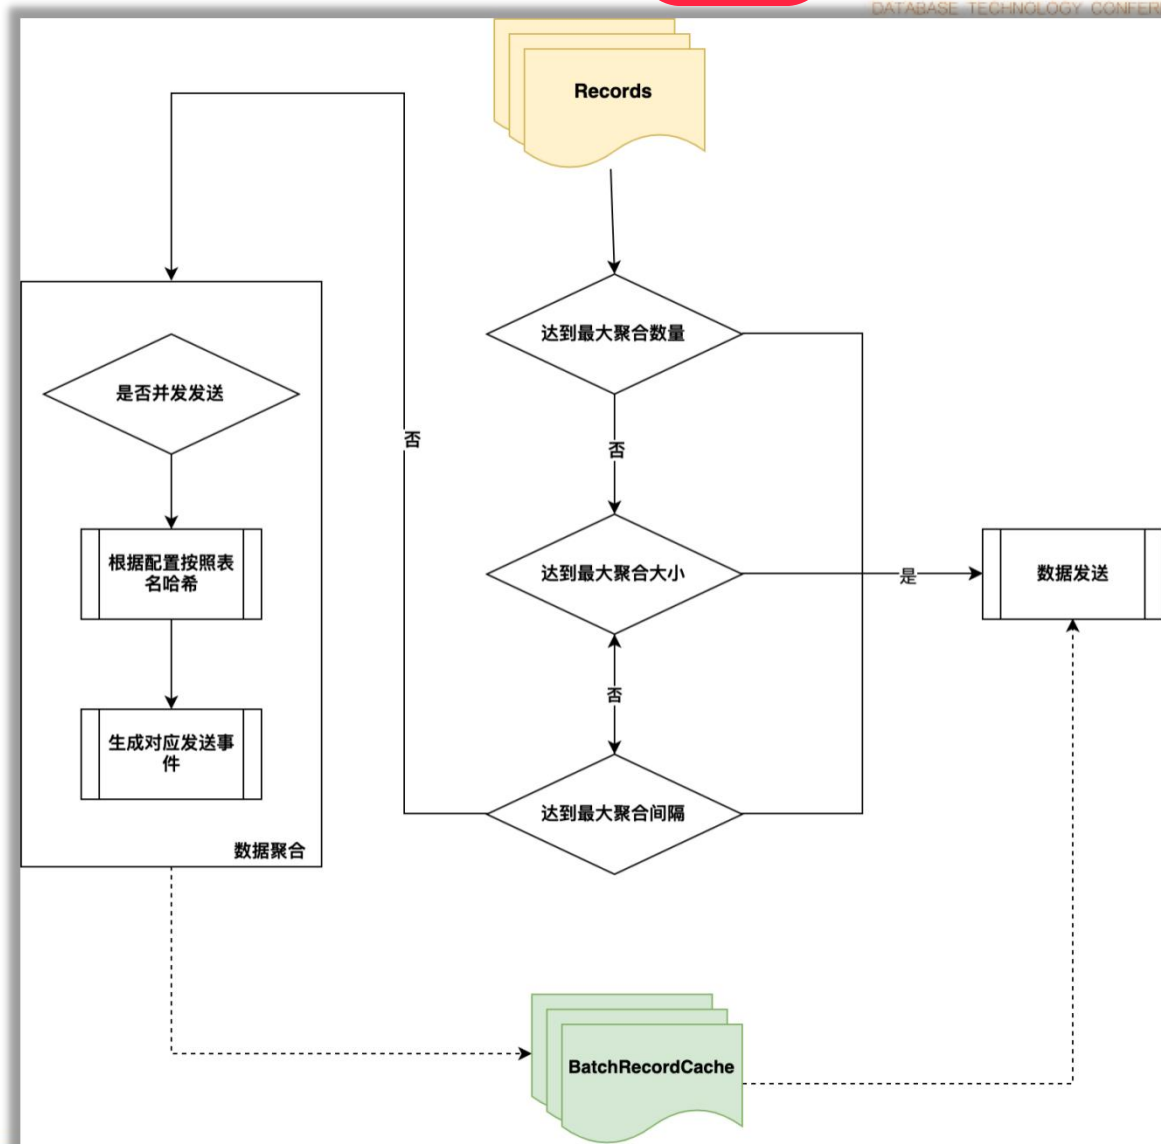 DATABASE TECHNOLOGY CONFER
Records
达到最大聚合数量
是否并发发送
否
否
根据配置按照表
名哈希
达到最大聚合大小
是
数据发送
否
生成对应发送事
件
达到最大聚合间隔
数据聚合
BatchRecordCache